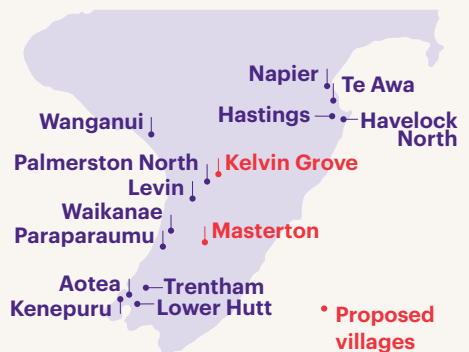 Napier
Te Awa
Hastings
Havelock
North
Wanganui
Palmerston North
Kelvin Grove
Levin
Waikanae
Paraparaumu
Masterton
Aotea
Trentham
Kenepuru
Lower Hutt
Proposed
villages